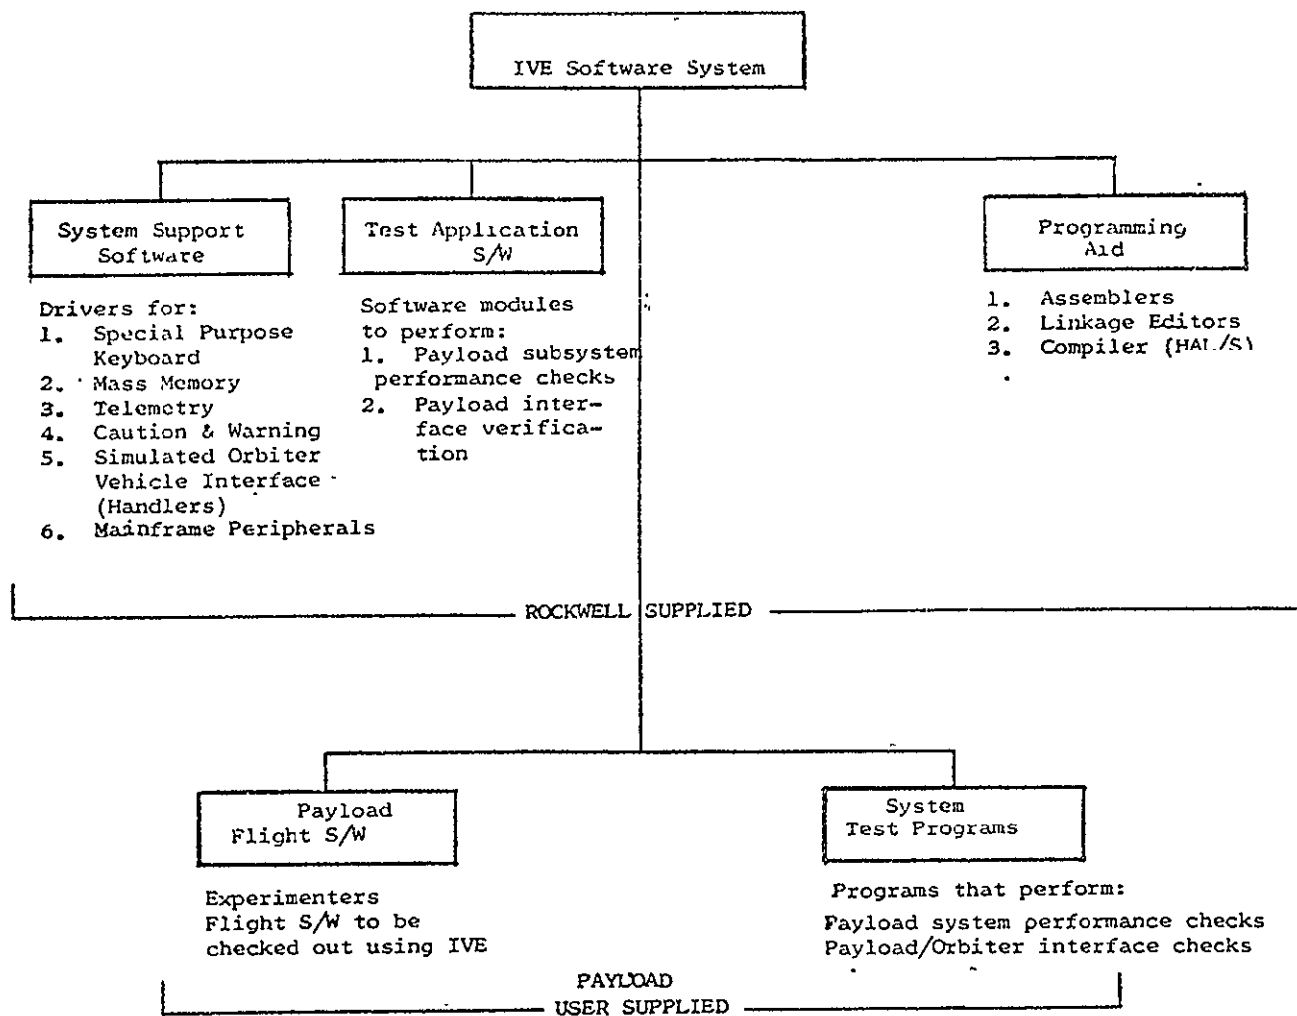 IVE Software System
System Support
Software
Drivers for:
1. Special Purpose
Keyboard
2. Mass Memory
3. Telemetry
4. Caution & Warning
5. Simulated Orbiter
Vehicle Interface
(Handlers)
6. Mainframe Peripherals
Test Application
S/W
Software modules
to perform:
1. Payload subsystem
performance checks
2. Payload inter-
face verifica-
tion
Programming
Aid
1. Assemblers
2. Linkage Editors
3. Compiler (HAL/S)
ROCKWELL SUPPLIED
Payload
Flight S/W
Experimenters
Flight S/W to be
checked out using IVE
System
Test Programs
Programs that perform:
Payload system performance checks
Payload/Orbiter interface checks
PAYLOAD
USER SUPPLIED